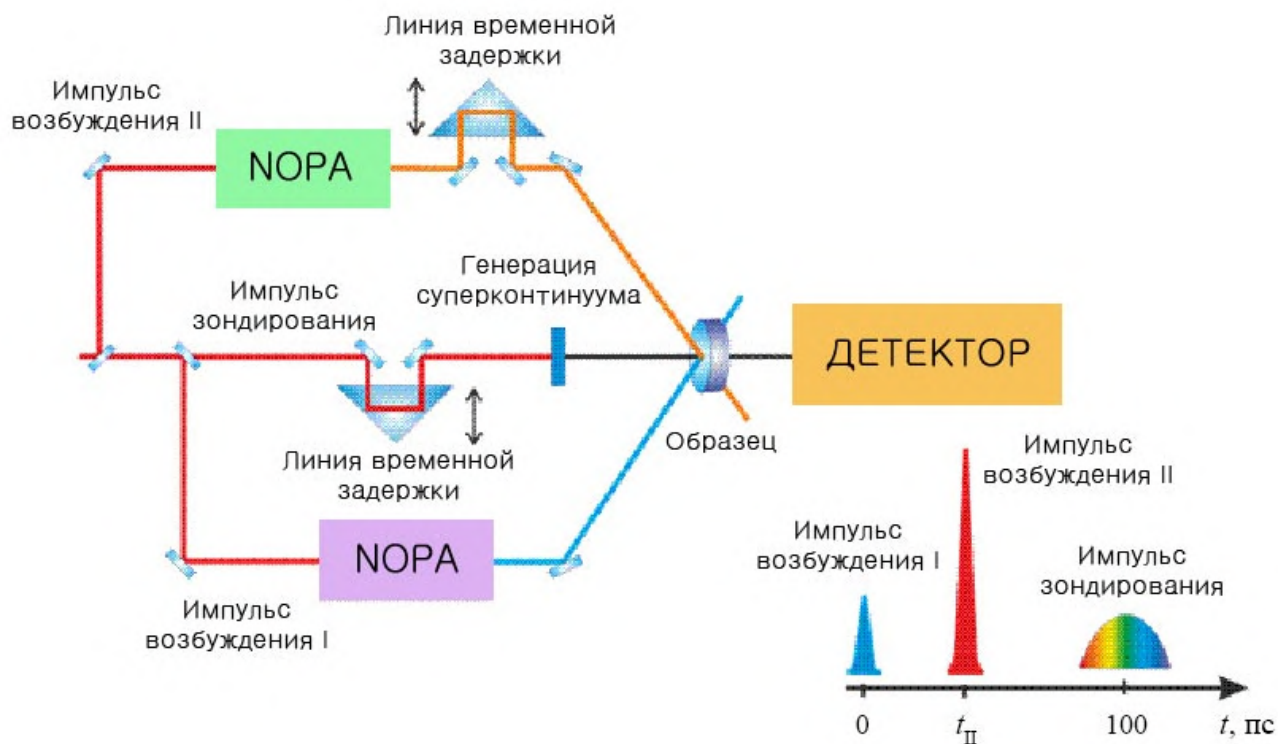 Линия временной
задержки
Импульс
возбуждения II
NOPA
Генерация
суперконтинуума
Импульс
зондирования
ДЕТЕКТОР
Образец
Линия временной
задержки
NOPA
Импульс
возбуждения I
Импульс
возбуждения II
Импульс
возбуждения I
Импульс
зондирования
0
tII
100
t, пс